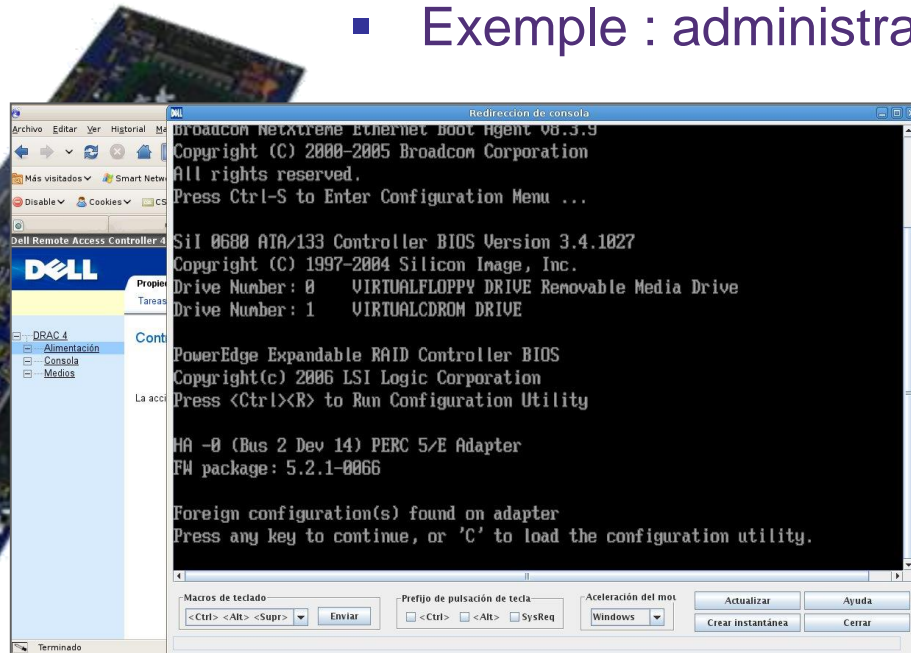 ▪ Exemple : administra
DELL Redirección de consola
Archivo Editar Ver Historial Ma
Más visitados Smart Netw
Disable Cookies CS
Dell Remote Access Controller 4
DELL
Propie
Tareas
DRAC 4
Alimentación
Consola
Medios
Cont
La acci
Broadcom NetXtreme Ethernet Boot Agent v8.3.9
Copyright (C) 2000-2005 Broadcom Corporation
All rights reserved.
Press Ctrl-S to Enter Configuration Menu ...
SiI 0680 ATA/133 Controller BIOS Version 3.4.1027
Copyright (C) 1997-2004 Silicon Image, Inc.
Drive Number: 0 VIRTUALFLOPPY DRIVE Removable Media Drive
Drive Number: 1 VIRTUALCDROM DRIVE
PowerEdge Expandable RAID Controller BIOS
Copyright(c) 2006 LSI Logic Corporation
Press <Ctrl><R> to Run Configuration Utility
HA -0 (Bus 2 Dev 14) PERC 5/E Adapter
FW package: 5.2.1-0066
Foreign configuration(s) found on adapter
Press any key to continue, or 'C' to load the configuration utility.
Macros de teclado
<Ctrl> <Alt> <Supr> Enviar
Prefijo de pulsación de tecla
<Ctrl> <Alt> SysReq
Aceleración del mou
Windows
Actualizar Ayuda
Crear instantánea Cerrar
Terminado